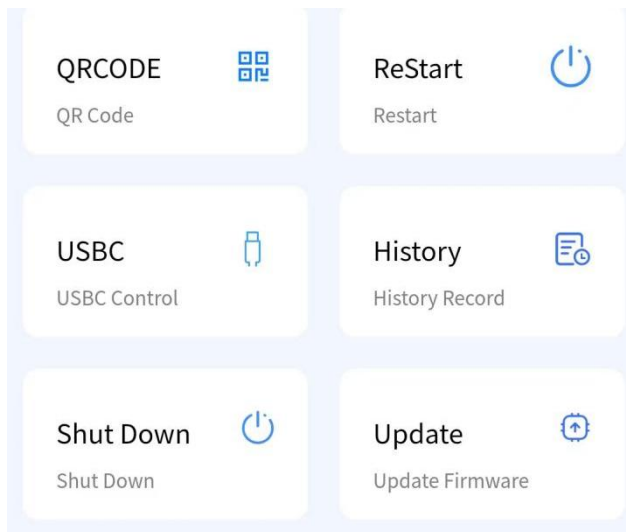 QRCODE
QR Code
ReStart
Restart
USBC
USBC Control
History
History Record
Shut Down
Shut Down
Update
Update Firmware